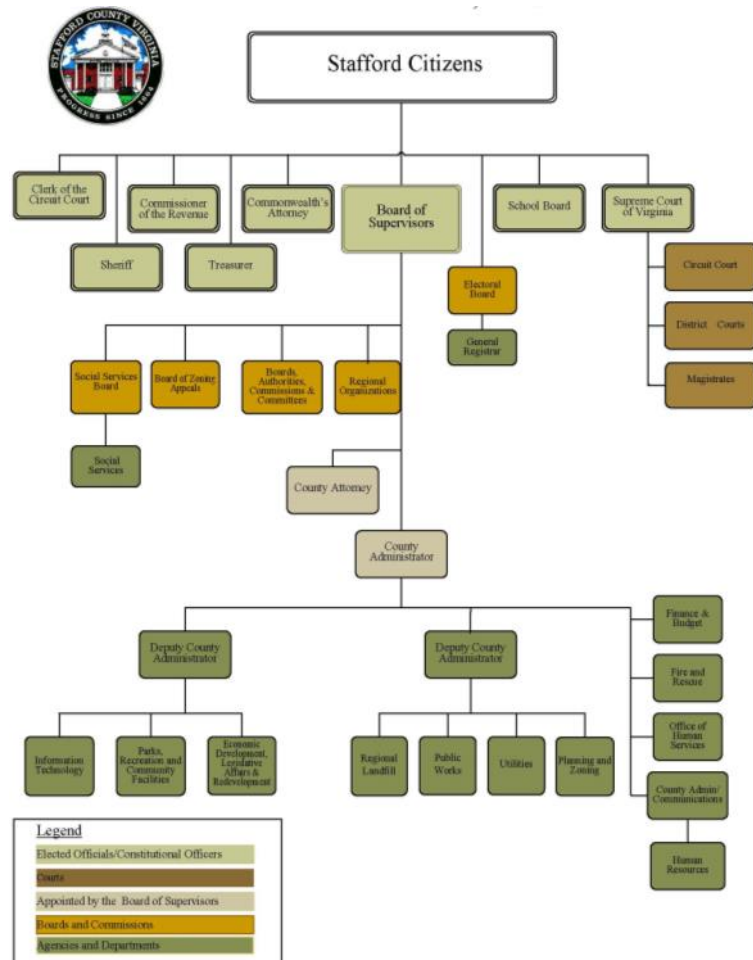 STAFFORD COUNTY VIRGINIA
PROGRESS SINCE 1664
Stafford Citizens
Clerk of the
Circuit Court
Sheriff
Commissioner
of the Revenue
Treasurer
Commonwealth's
Attorney
Board of
Supervisors
Electoral
Board
General
Registrar
School Board
Supreme Court
of Virginia
Circuit Court
District Courts
Magistrates
Social Services
Board
Board of Zoning
Appeals
Boards,
Authorities,
Commissions &
Committees
Regional
Organizations
Social
Services
County Attorney
County
Administrator
Deputy County
Administrator
Deputy County
Administrator
Finance &
Budget
Fire and
Rescue
Office of
Human
Services
County Admin/
Communications
Human
Resources
Information
Technology
Parks,
Recreation and
Community
Facilities
Economic
Development,
Legislative
Affairs &
Redevelopment
Regional
Landfill
Public
Works
Utilities
Planning and
Zoning
Legend
Elected Officials/Constitutional Officers
Courts
Appointed by the Board of Supervisors
Boards and Commissions
Agencies and Departments